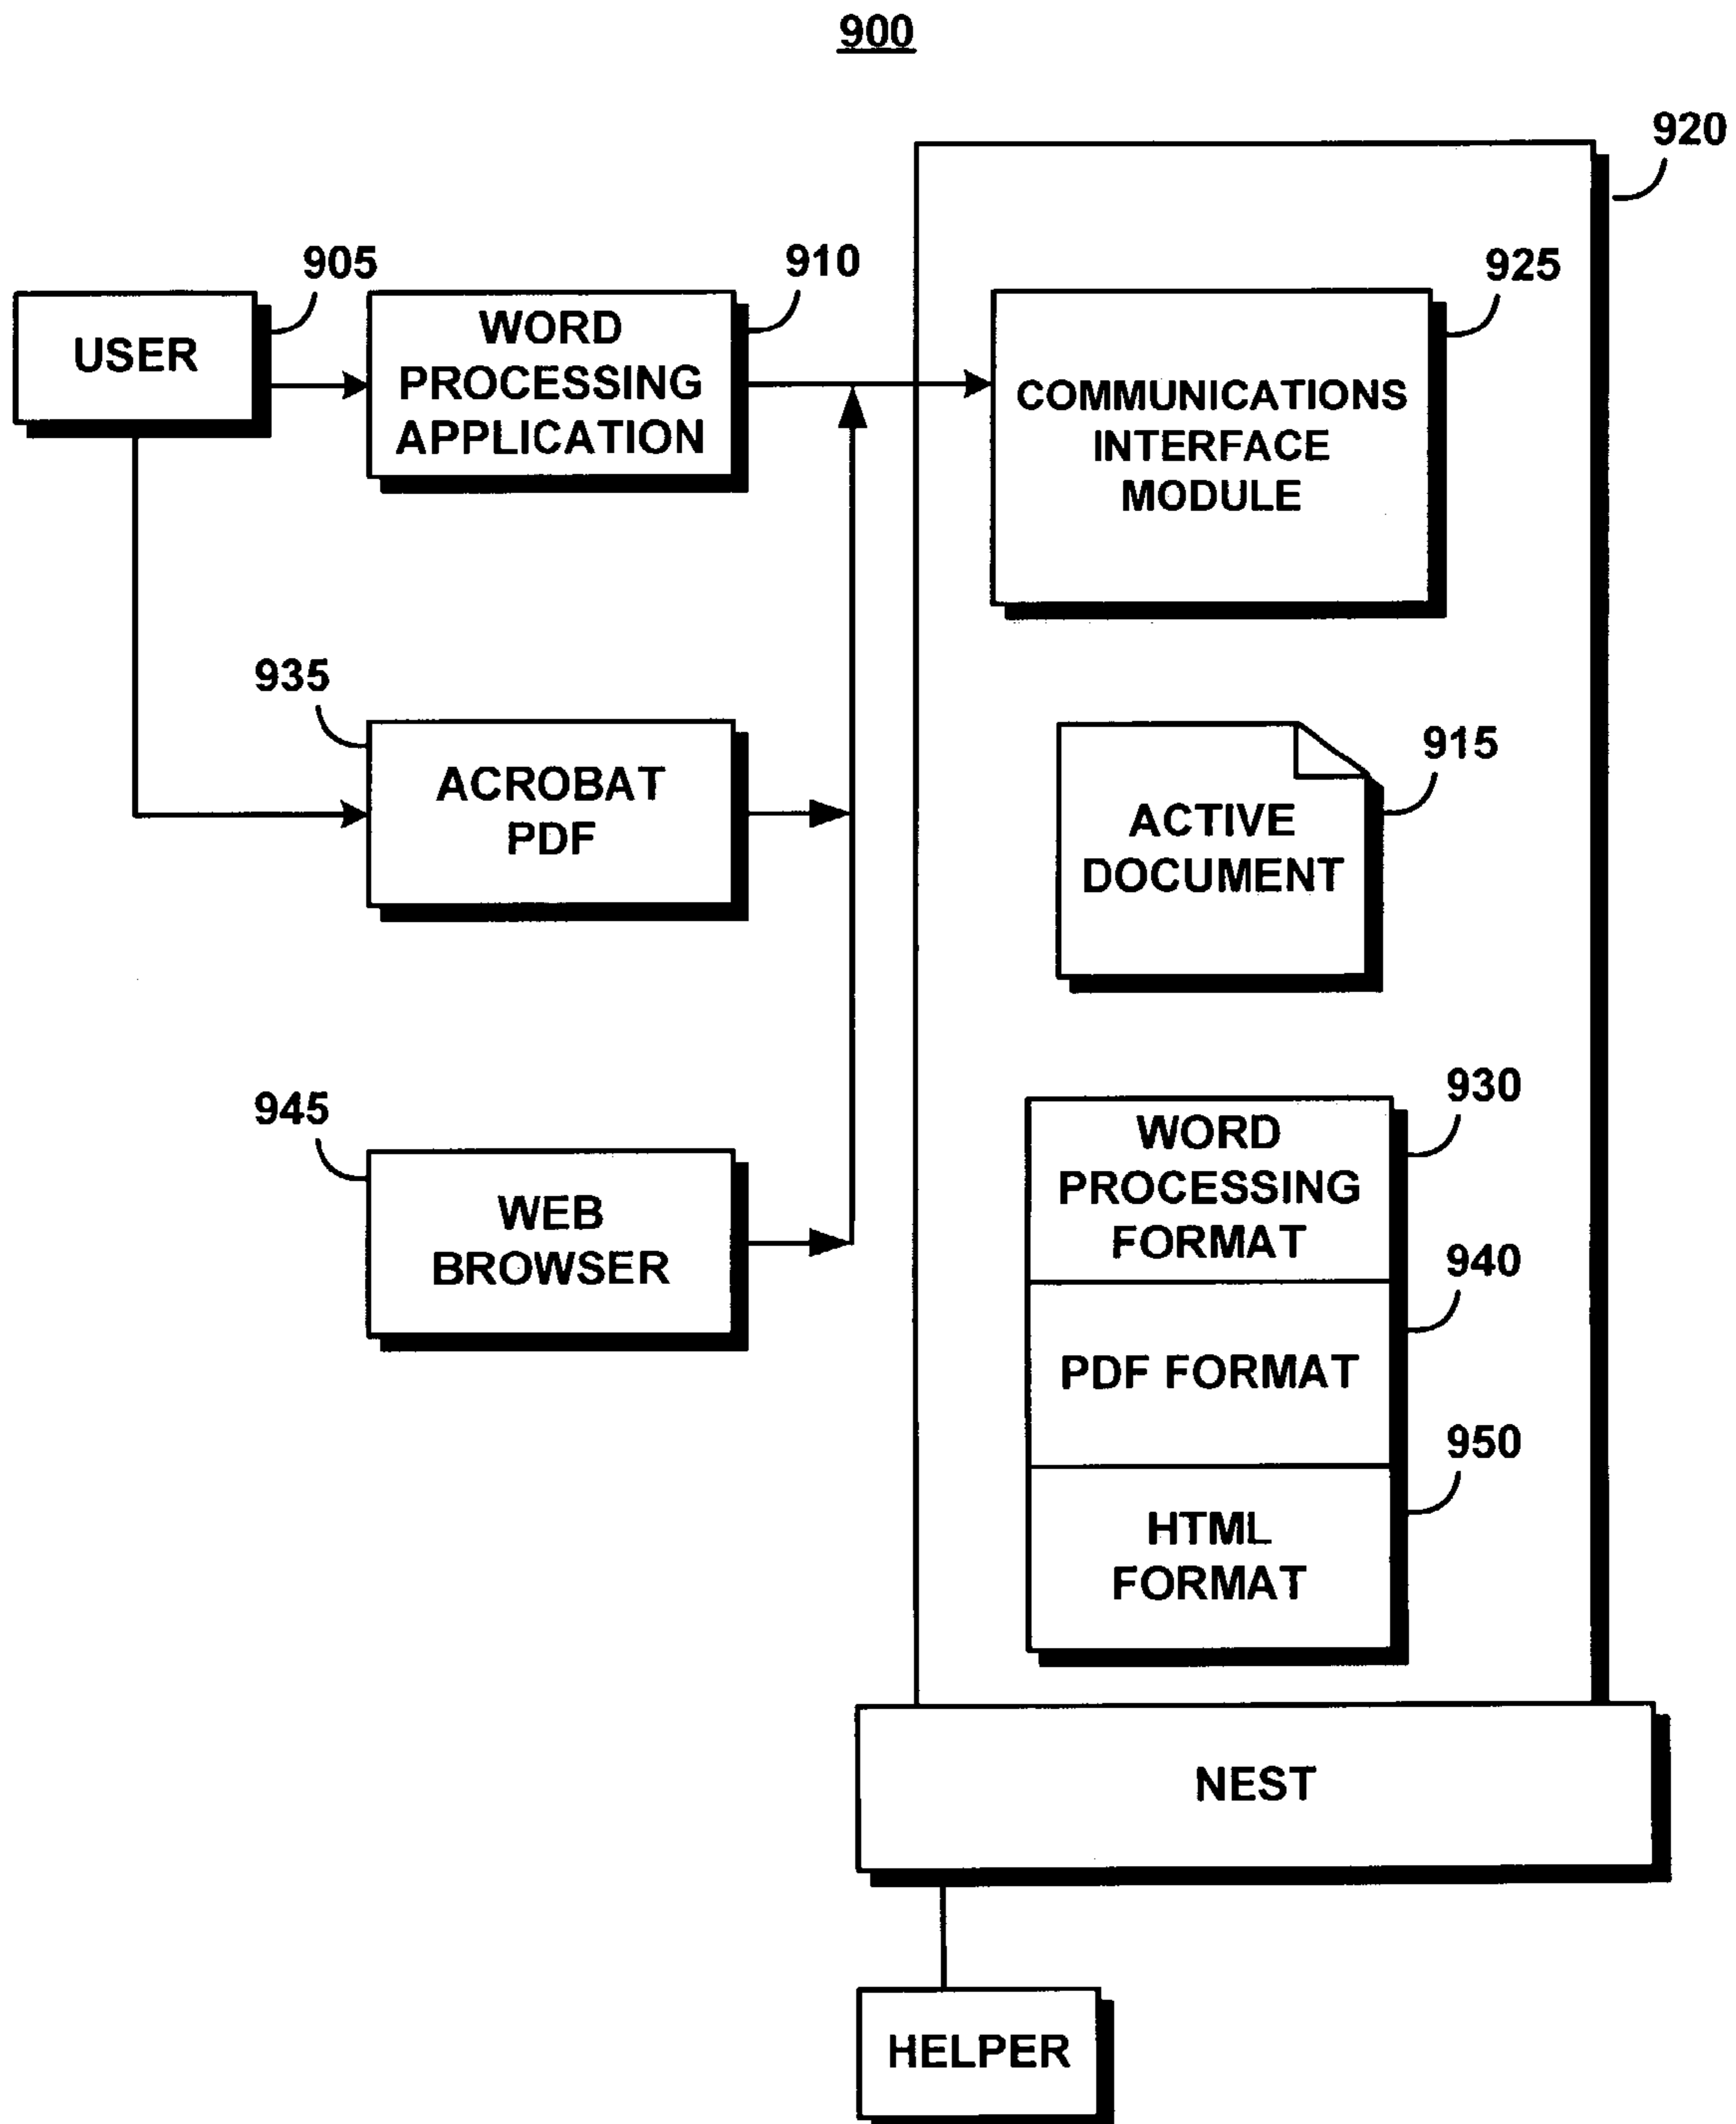 900
920
905
910
925
USER
WORD
PROCESSING
APPLICATION
COMMUNICATIONS
INTERFACE
MODULE
935
915
ACROBAT
PDF
ACTIVE
DOCUMENT
945
930
WEB
BROWSER
WORD
PROCESSING
FORMAT
940
PDF FORMAT
950
HTML
FORMAT
NEST
HELPER